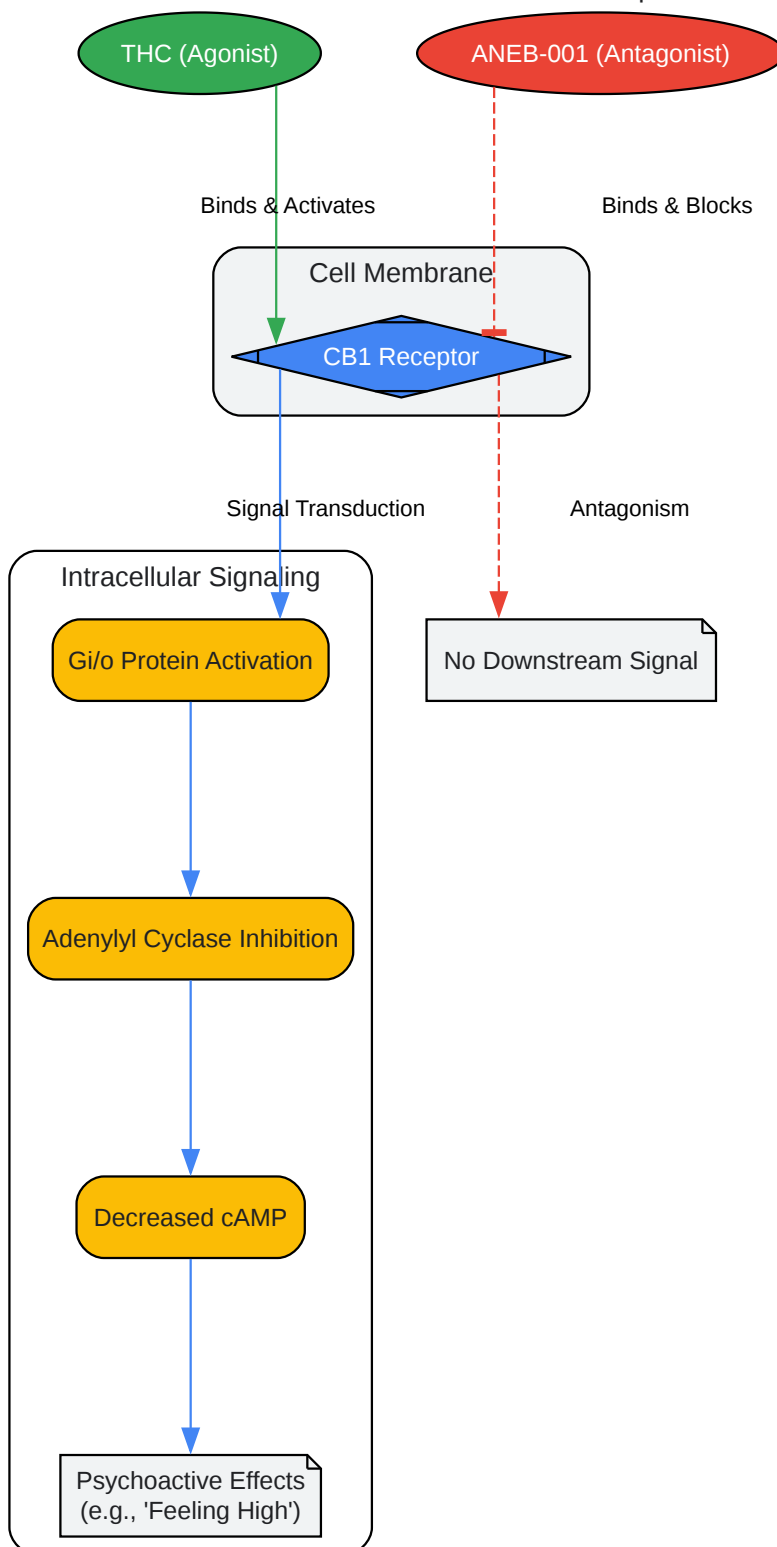 THC (Agonist)
ANEB-001 (Antagonist)
Binds & Activates
Binds & Blocks
Cell Membrane
CB1 Receptor
Signal Transduction
Antagonism
Intracellular Signaling
Gi/o Protein Activation
No Downstream Signal
Adenylyl Cyclase Inhibition
Decreased cAMP
Psychoactive Effects
(e.g., 'Feeling High')